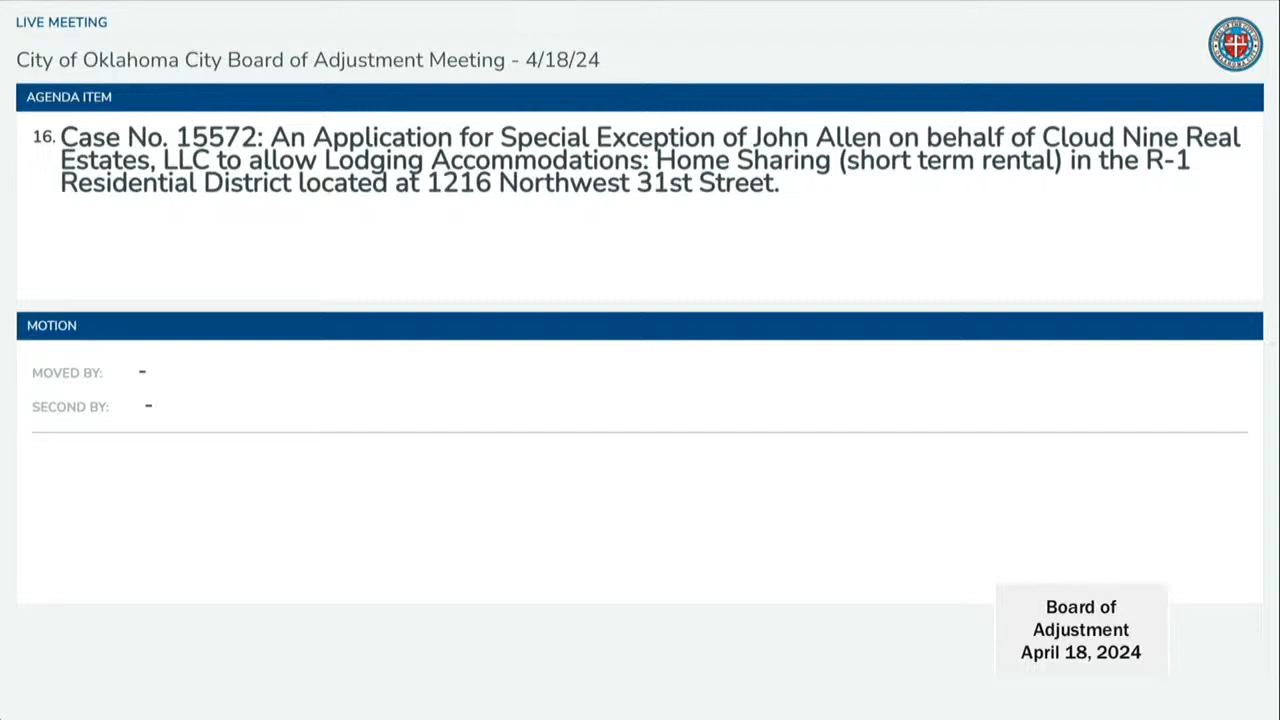 LIVE MEETING
City of Oklahoma City Board of Adjustment Meeting - 4/18/24
AGENDA ITEM
16. Case No. 15572: An Application for Special Exception of John Allen on behalf of Cloud Nine Real
Estates, LLC to allow Lodging Accommodations: Home Sharing (short term rental) in the R-1
Residential District located at 1216 Northwest 31st Street.
MOTION
MOVED BY: -
SECOND BY: -
Board of
Adjustment
April 18, 2024